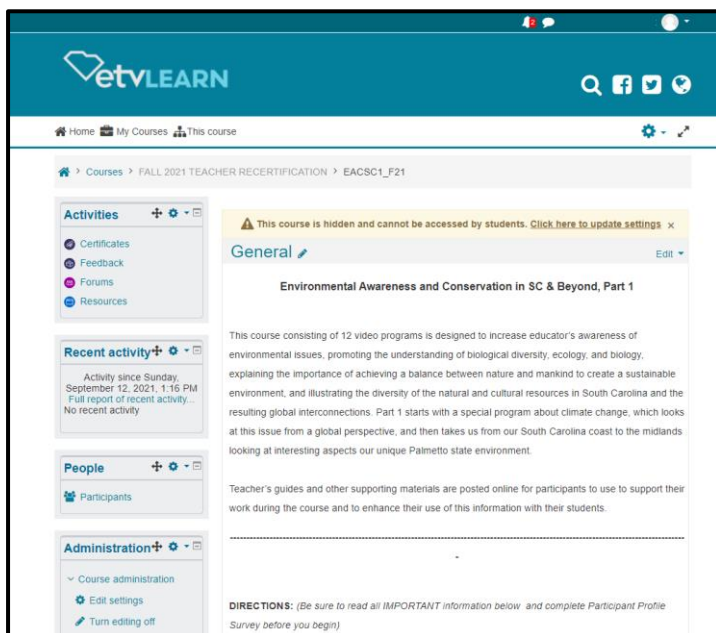 2
etvLEARN
Home My Courses This course
Courses > FALL 2021 TEACHER RECERTIFICATION > EACSC1_F21
Activities
Certificates
Feedback
Forums
Resources
Recent activity
Activity since Sunday,
September 12, 2021, 1:16 PM
Full report of recent activity...
No recent activity
People
Participants
Administration
Course administration
Edit settings
Turn editing off
This course is hidden and cannot be accessed by students. Click here to update settings ×
General Edit
Environmental Awareness and Conservation in SC & Beyond, Part 1
This course consisting of 12 video programs is designed to increase educator's awareness of
environmental issues, promoting the understanding of biological diversity, ecology, and biology,
explaining the importance of achieving a balance between nature and mankind to create a sustainable
environment, and illustrating the diversity of the natural and cultural resources in South Carolina and the
resulting global interconnections. Part 1 starts with a special program about climate change, which looks
at this issue from a global perspective, and then takes us from our South Carolina coast to the midlands
looking at interesting aspects our unique Palmetto state environment.
Teacher's guides and other supporting materials are posted online for participants to use to support their
work during the course and to enhance their use of this information with their students.
DIRECTIONS: (Be sure to read all IMPORTANT information below and complete Participant Profile
Survey before you begin)